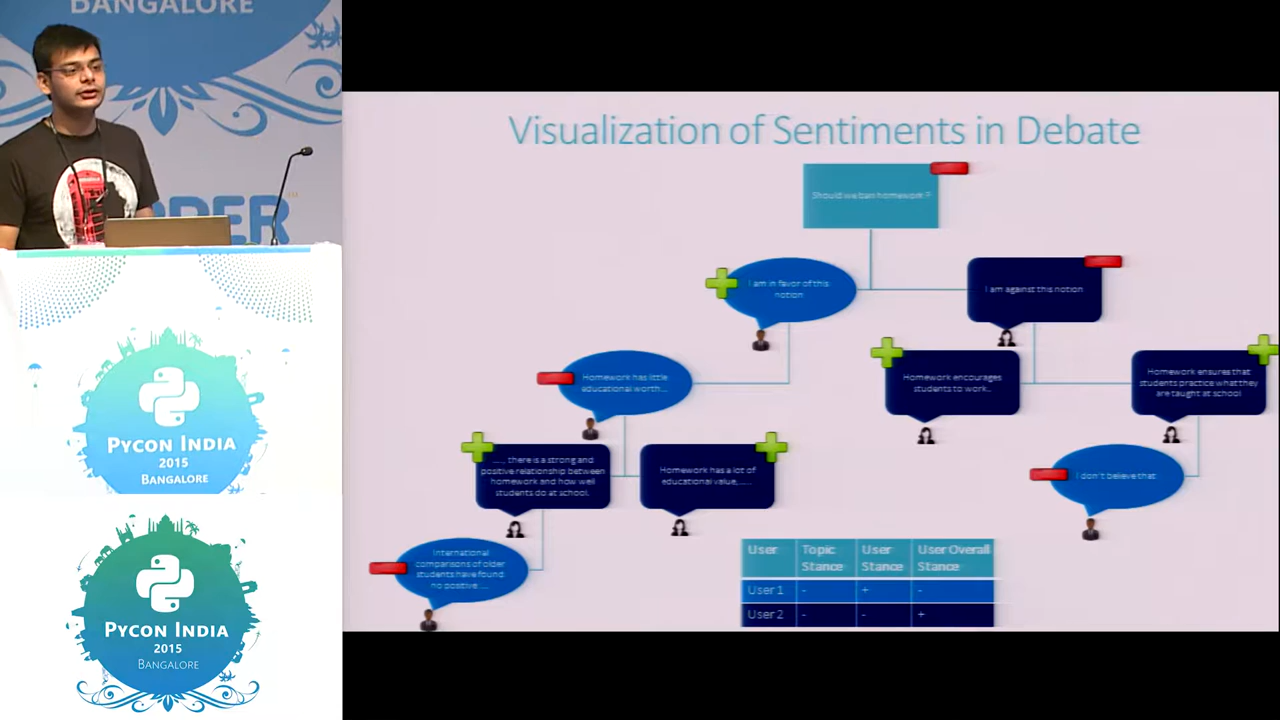 BANGALORE
PYCON INDIA
2015
BANGALORE
PYCON INDIA
2015
BANGALORE
Visualization of Sentiments in Debate
Should we ban homework ?
I am in favor of this
notion
I am against this notion
Homework has little
educational worth....
Homework encourages
students to work..
Homework ensures that
students practice what they
are taught at school
....., there is a strong and
positive relationship between
homework and how well
students do at school.
Homework has a lot of
educational value,......
I don't believe that
International
comparisons of older
students have found
no positive.....
User
Topic
Stance
User
Stance
User Overall
Stance
User 1
-
+
-
User 2
-
-
+